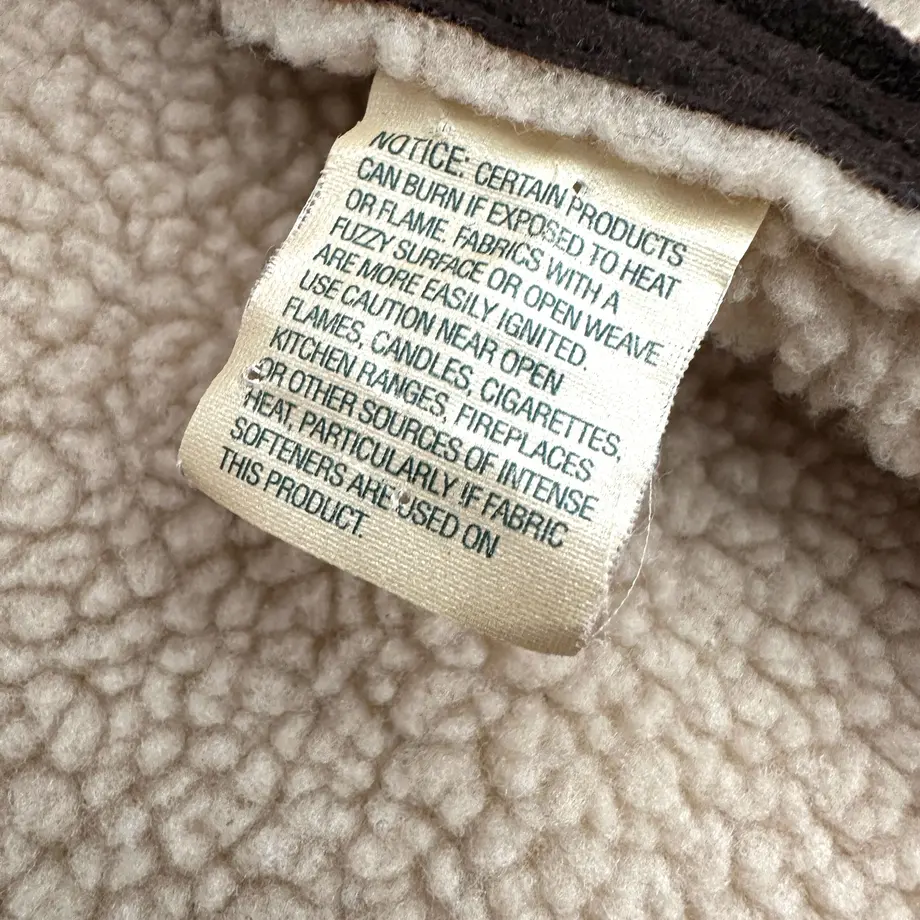 NOTICE: CERTAIN PRODUCTS
CAN BURN IF EXPOSED TO HEAT
OR FLAME. FABRICS WITH A
FUZZY SURFACE OR OPEN WEAVE
ARE MORE EASILY IGNITED.
USE CAUTION NEAR OPEN
FLAMES, CANDLES, CIGARETTES,
KITCHEN RANGES, FIREPLACES
OR OTHER SOURCES OF INTENSE
HEAT, PARTICULARLY IF FABRIC
SOFTENERS ARE USED ON
THIS PRODUCT.